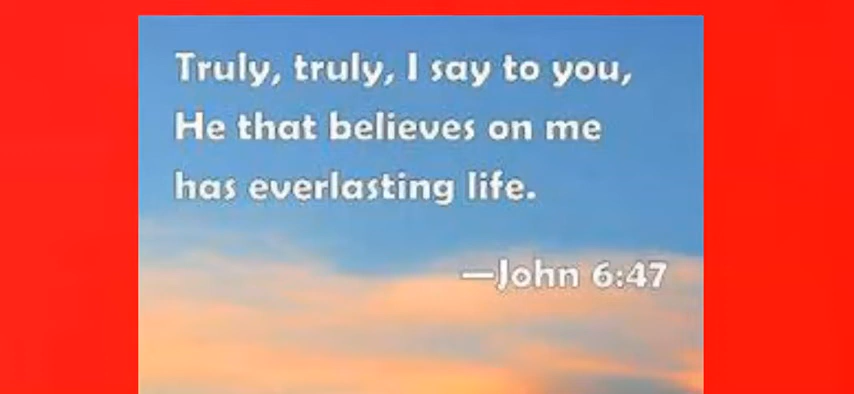 Truly, truly, I say to you,
He that believes on me
has everlasting life.
—John 6:47